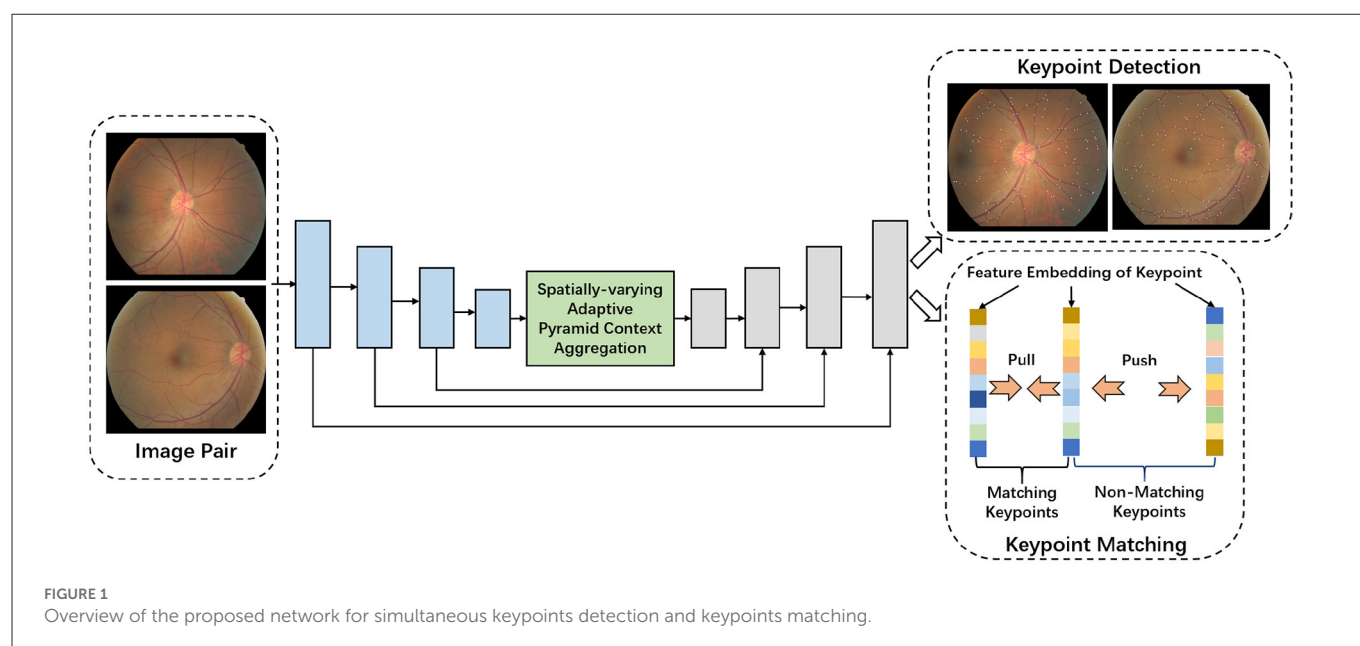 Image Pair
Spatially-varying
Adaptive
Pyramid Context
Aggregation
Keypoint Detection
Feature Embedding of Keypoint
Pull
Push
Matching
Keypoints
Non-Matching
Keypoints
Keypoint Matching
FIGURE 1
Overview of the proposed network for simultaneous keypoints detection and keypoints matching.